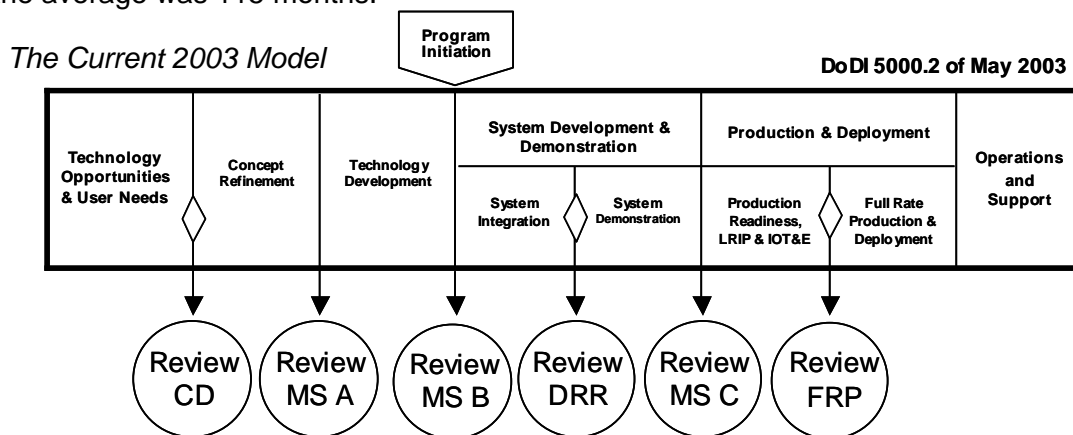 The Current 2003 Model
Program
Initiation
DoDI 5000.2 of May 2003
Technology
Opportunities
& User Needs
Concept
Refinement
Technology
Development
System Development &
Demonstration
System
Integration
System
Demonstration
Production & Deployment
Production
Readiness,
LRIP & IOT&E
Full Rate
Production &
Deployment
Operations
and
Support
Review
CD
Review
MS A
Review
MS B
Review
DRR
Review
MS C
Review
FRP